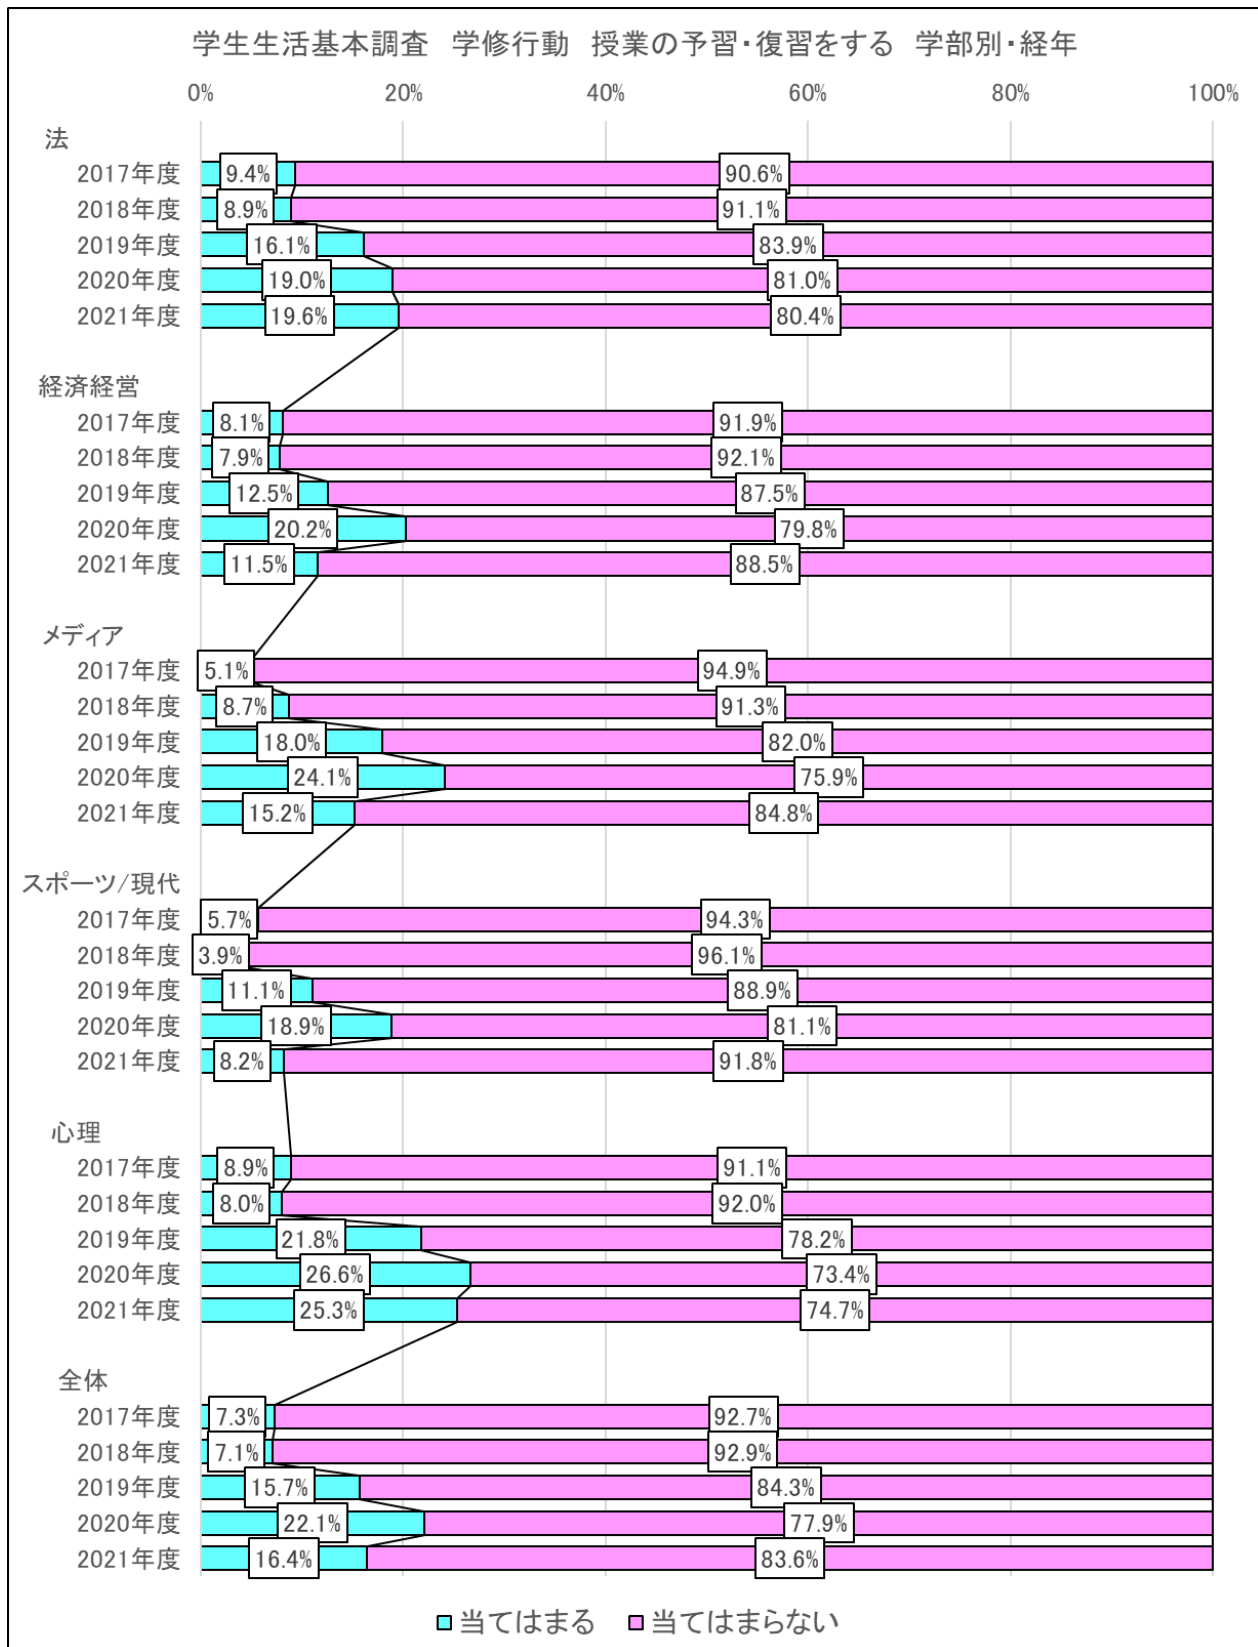 学生生活基本調査　学修行動　授業の予習・復習をする　学部別・経年
0% 20% 40% 60% 80% 100%
法
2017年度 9.4% 90.6%
2018年度 8.9% 91.1%
2019年度 16.1% 83.9%
2020年度 19.0% 81.0%
2021年度 19.6% 80.4%
経済経営
2017年度 8.1% 91.9%
2018年度 7.9% 92.1%
2019年度 12.5% 87.5%
2020年度 20.2% 79.8%
2021年度 11.5% 88.5%
メディア
2017年度 5.1% 94.9%
2018年度 8.7% 91.3%
2019年度 18.0% 82.0%
2020年度 24.1% 75.9%
2021年度 15.2% 84.8%
スポーツ/現代
2017年度 5.7% 94.3%
2018年度 3.9% 96.1%
2019年度 11.1% 88.9%
2020年度 18.9% 81.1%
2021年度 8.2% 91.8%
心理
2017年度 8.9% 91.1%
2018年度 8.0% 92.0%
2019年度 21.8% 78.2%
2020年度 26.6% 73.4%
2021年度 25.3% 74.7%
全体
2017年度 7.3% 92.7%
2018年度 7.1% 92.9%
2019年度 15.7% 84.3%
2020年度 22.1% 77.9%
2021年度 16.4% 83.6%
当てはまる 当てはまらない